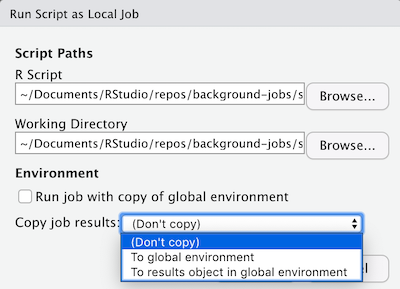 Run Script as Local Job
Script Paths
R Script
~/Documents/RStudio/repos/background-jobs/s
Browse...
Working Directory
~/Documents/RStudio/repos/background-jobs/s
Browse...
Environment
Run job with copy of global environment
Copy job results:
(Don't copy)
(Don't copy)
To global environment
To results object in global environment